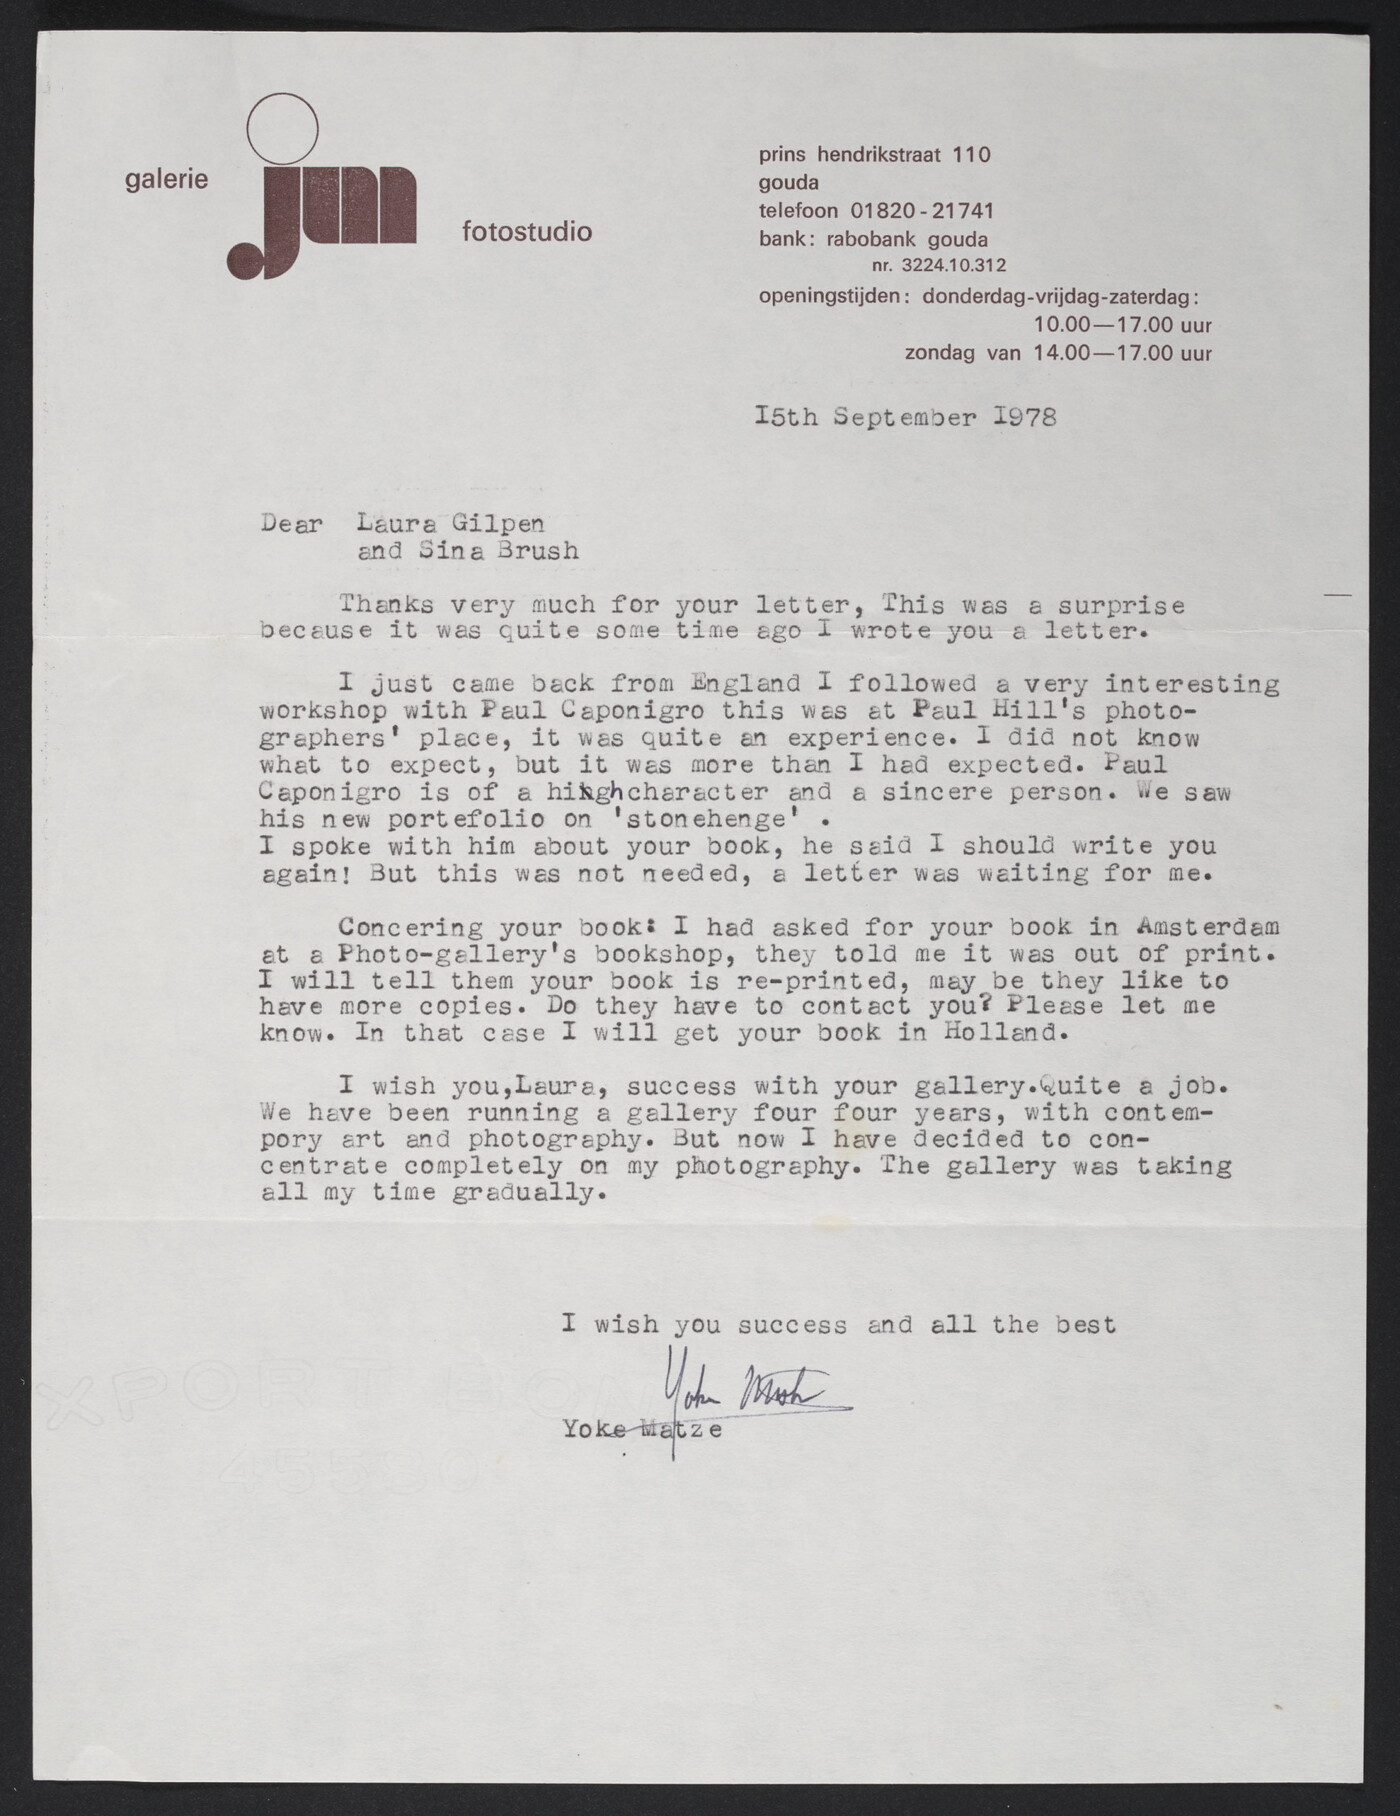 galerie
jm
fotostudio
prins hendrikstraat 110
gouda
telefoon 01820 - 21741
bank: rabobank gouda
nr. 3224.10.312
openingstijden: donderdag-vrijdag-zaterdag:
10.00—17.00 uur
zondag van 14.00—17.00 uur
I5th September I978
Dear Laura Gilpen
and Sina Brush
Thanks very much for your letter, This was a surprise
because it was quite some time ago I wrote you a letter.
I just came back from England I followed a very interesting
workshop with Paul Caponigro this was at Paul Hill's photo-
graphers' place, it was quite an experience. I did not know
what to expect, but it was more than I had expected. Paul
Caponigro is of a highcharacter and a sincere person. We saw
his new portefolio on 'stonehenge' .
I spoke with him about your book, he said I should write you
again! But this was not needed, a letter was waiting for me.
Concering your book: I had asked for your book in Amsterdam
at a Photo-gallery's bookshop, they told me it was out of print.
I will tell them your book is re-printed, may be they like to
have more copies. Do they have to contact you? Please let me
know. In that case I will get your book in Holland.
I wish you,Laura, success with your gallery.Quite a job.
We have been running a gallery four four years, with contem-
pory art and photography. But now I have decided to con-
centrate completely on my photography. The gallery was taking
all my time gradually.
I wish you success and all the best
Yoke Matze
Yoke Matze